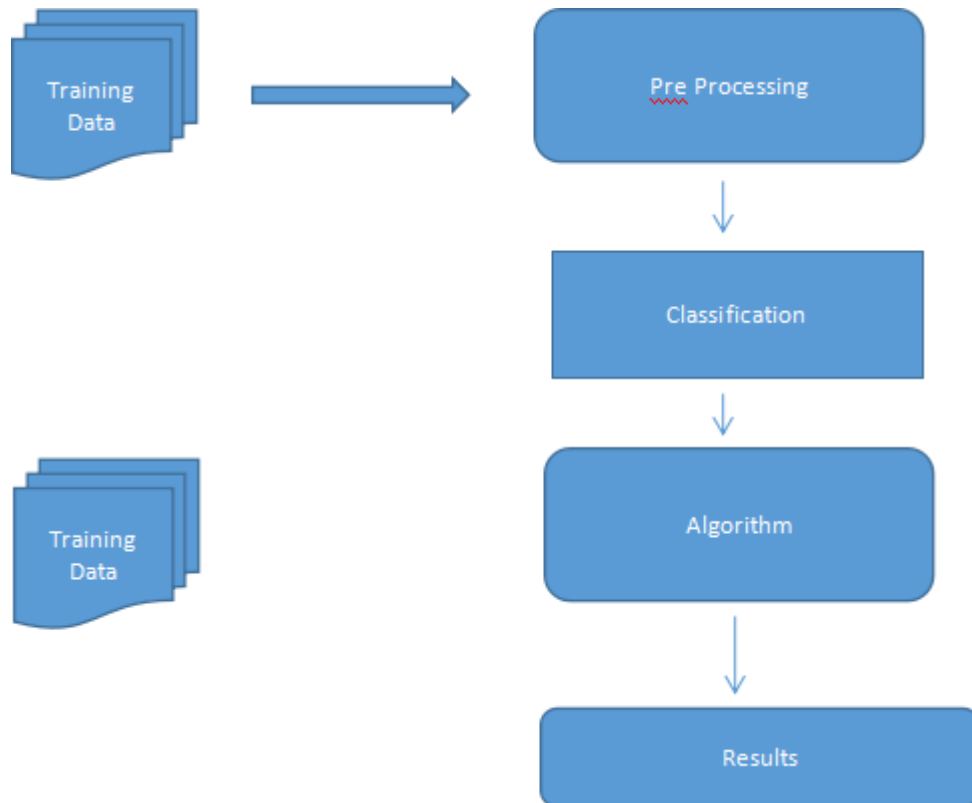 Training
Data
Pre Processing
Classification
Training
Data
Algorithm
Results